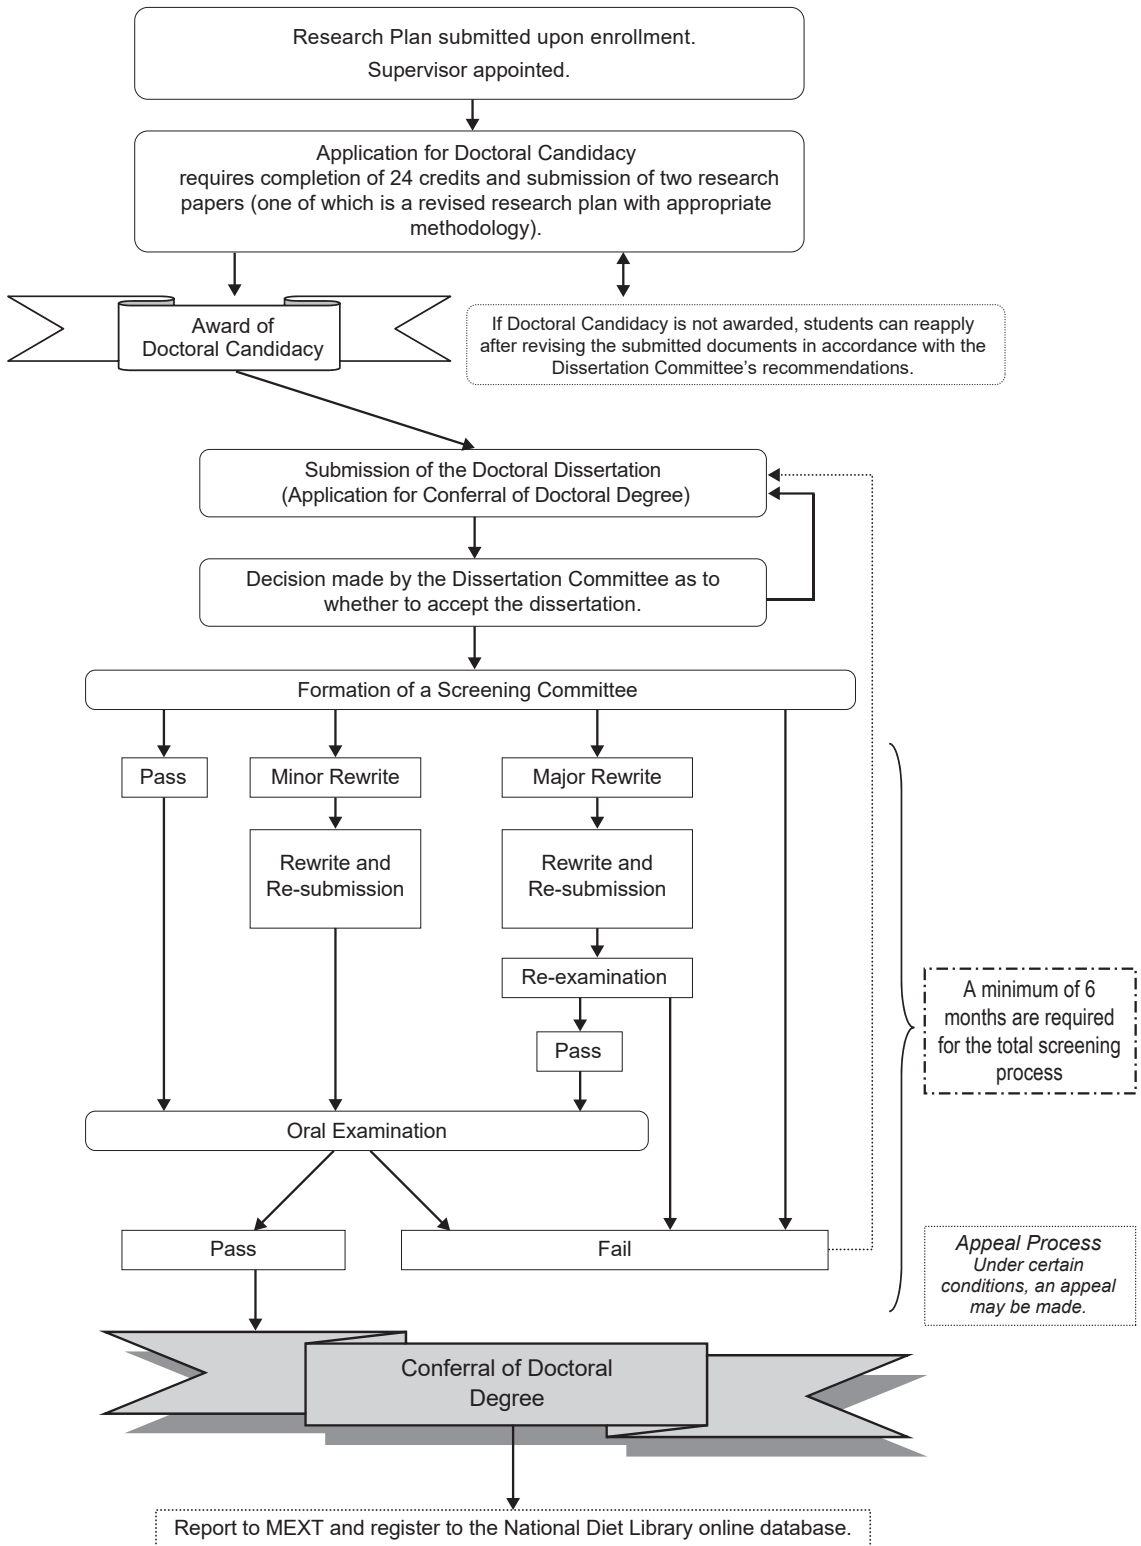 Research Plan submitted upon enrollment.
Supervisor appointed.
Application for Doctoral Candidacy
requires completion of 24 credits and submission of two research
papers (one of which is a revised research plan with appropriate
methodology).
Award of
Doctoral Candidacy
If Doctoral Candidacy is not awarded, students can reapply
after revising the submitted documents in accordance with the
Dissertation Committee’s recommendations.
Submission of the Doctoral Dissertation
(Application for Conferral of Doctoral Degree)
Decision made by the Dissertation Committee as to
whether to accept the dissertation.
Formation of a Screening Committee
Pass
Minor Rewrite
Major Rewrite
Rewrite and
Re-submission
Rewrite and
Re-submission
Re-examination
Pass
A minimum of 6
months are required
for the total screening
process
Oral Examination
Pass
Fail
Appeal Process
Under certain
conditions, an appeal
may be made.
Conferral of Doctoral
Degree
Report to MEXT and register to the National Diet Library online database.